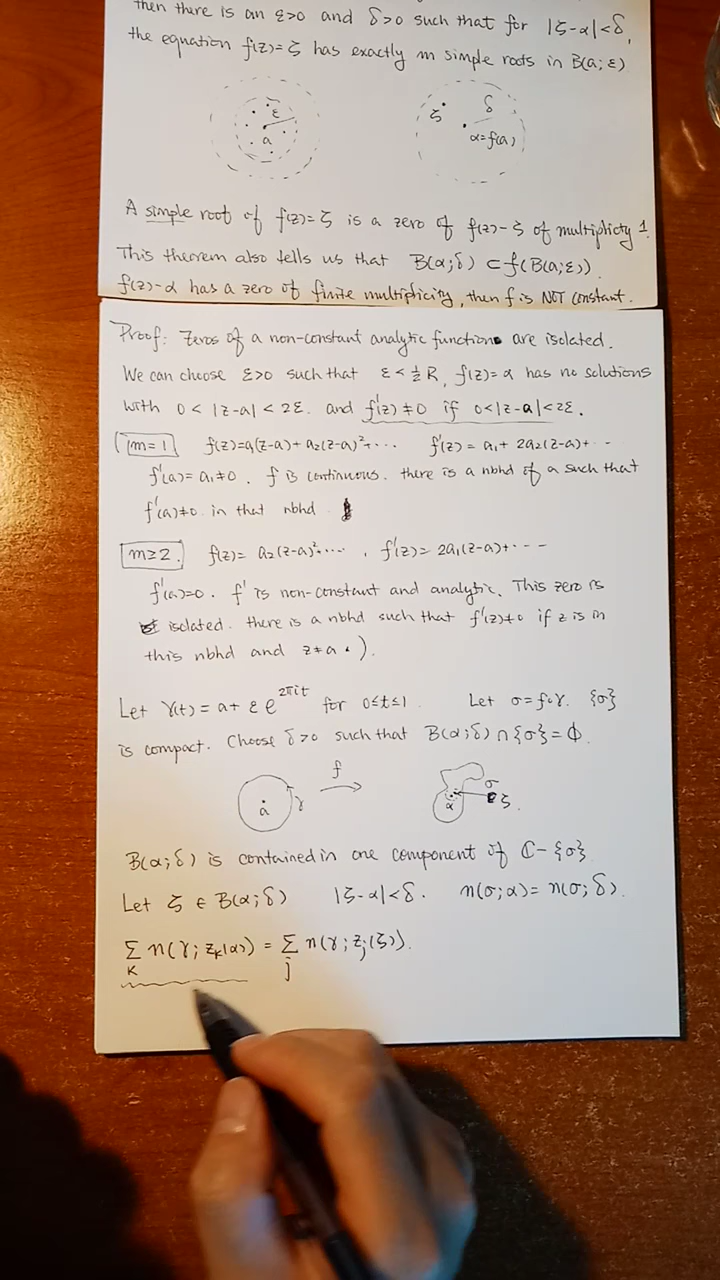 then there is an ε>0 and δ>0 such that for |ζ-α|<δ,
the equation f(z)=ζ has exactly m simple roots in B(a;ε)
ε
a
ζ
δ
α=f(a)
A simple root of f(z)=ζ is a zero of f(z)-ζ of multiplicity 1.
This theorem also tells us that B(α;δ) ⊂ f(B(a;ε))
f(z)-α has a zero of finite multiplicity, then f is NOT constant.
Proof: Zeros of a non-constant analytic function are isolated.
We can choose ε>0 such that ε<½R, f(z)=α has no solutions
with 0<|z-a|<2ε. and f'(z)≠0 if 0<|z-a|<2ε.
(m=1 f(z)=a₁(z-a)+a₂(z-a)²+··· f'(z)=a₁+2a₂(z-a)+···
f'(a)=a₁≠0. f is continuous. there is a nbhd of a such that
f'(a)≠0 in that nbhd
m≥2. f(z)= a₂(z-a)²+···· , f'(z)= 2a₁(z-a)+····
f'(a)=0. f' is non-constant and analytic. This zero is
isolated. there is a nbhd such that f'(z)≠0 if z is in
this nbhd and z≠a.).
Let γ(t)=a+εe^{2πit} for 0≤t≤1. Let σ=f∘γ. {σ}
is compact. Choose δ>0 such that B(α;δ)∩{σ}=Φ.
a
γ
f
α
σ
ζ.
B(α;δ) is contained in one component of ℂ-{σ}
Let ζ ∈ B(α;δ) |ζ-α|<δ. n(σ;α)=n(σ;δ).
∑_k n(γ; z_k(α)) = ∑_j n(γ; z_j(ζ)).